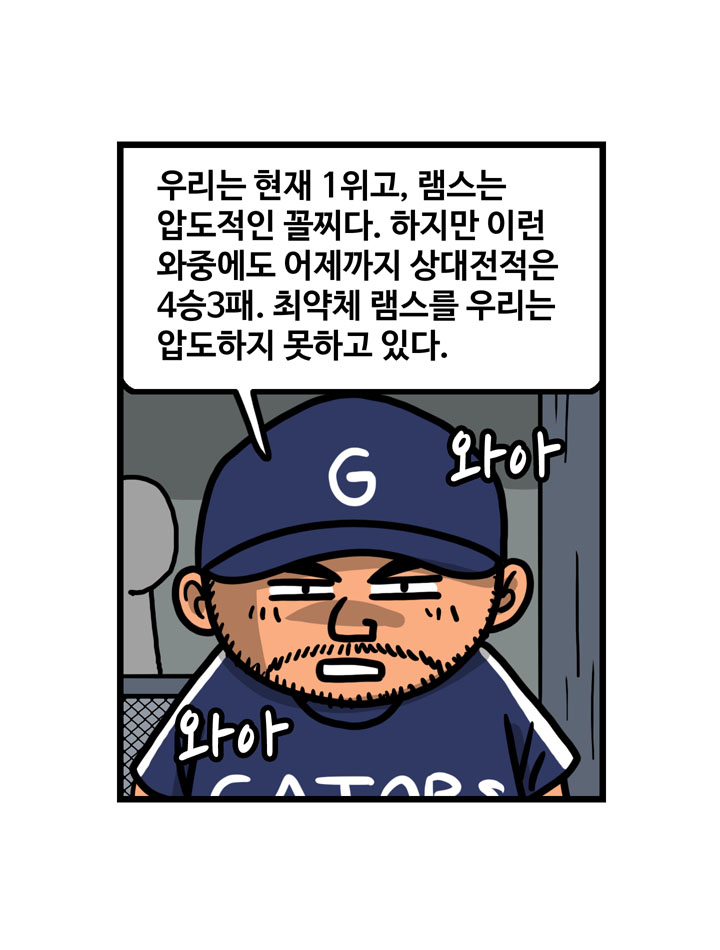 우리는 현재 1위고, 램스는
압도적인 꼴찌다. 하지만 이런
와중에도 어제까지 상대전적은
4승3패. 최약체 램스를 우리는
압도하지 못하고 있다.
G
와아
와아
GATORS